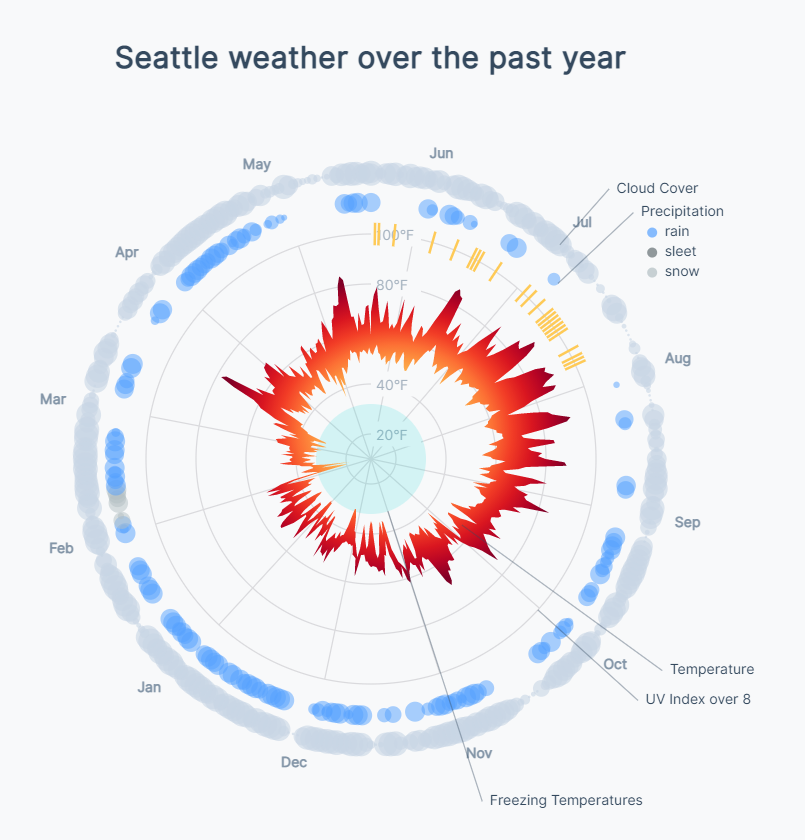 Seattle weather over the past year
Jun
May
Cloud Cover
Precipitation
Jul
rain
100°F
Apr
sleet
snow
80°F
Aug
40°F
Mar
20°F
Sep
Feb
Oct
Temperature
Jan
UV Index over 8
Nov
Dec
Freezing Temperatures